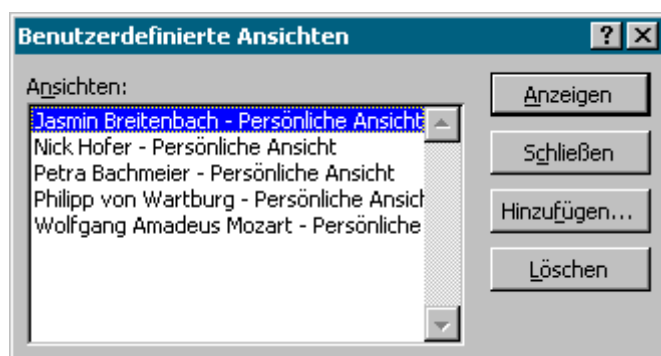 Benutzerdefinierte Ansichten
Ansichten:
Jasmin Breitenbach - Persönliche Ansicht
Nick Hofer - Persönliche Ansicht
Petra Bachmeier - Persönliche Ansicht
Philipp von Wartburg - Persönliche Ansich
Wolfgang Amadeus Mozart - Persönliche
Anzeigen
Schließen
Hinzufügen...
Löschen